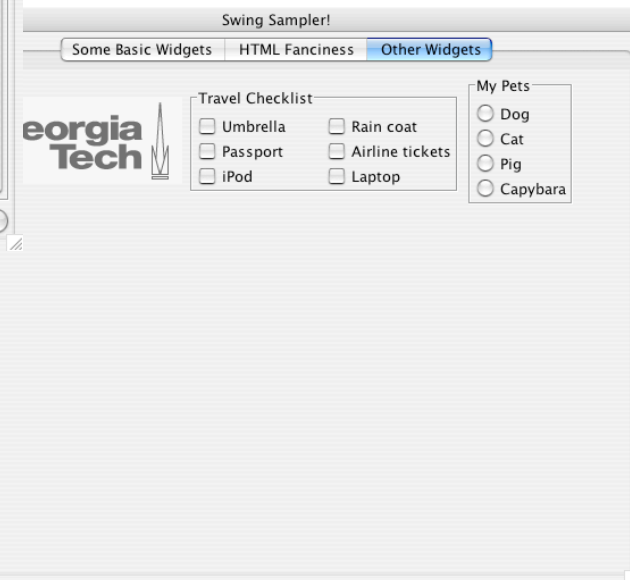 Swing Sampler!
Some Basic Widgets HTML Fanciness Other Widgets
eorgia
Tech
Travel Checklist
Umbrella Rain coat
Passport Airline tickets
iPod Laptop
My Pets
Dog
Cat
Pig
Capybara